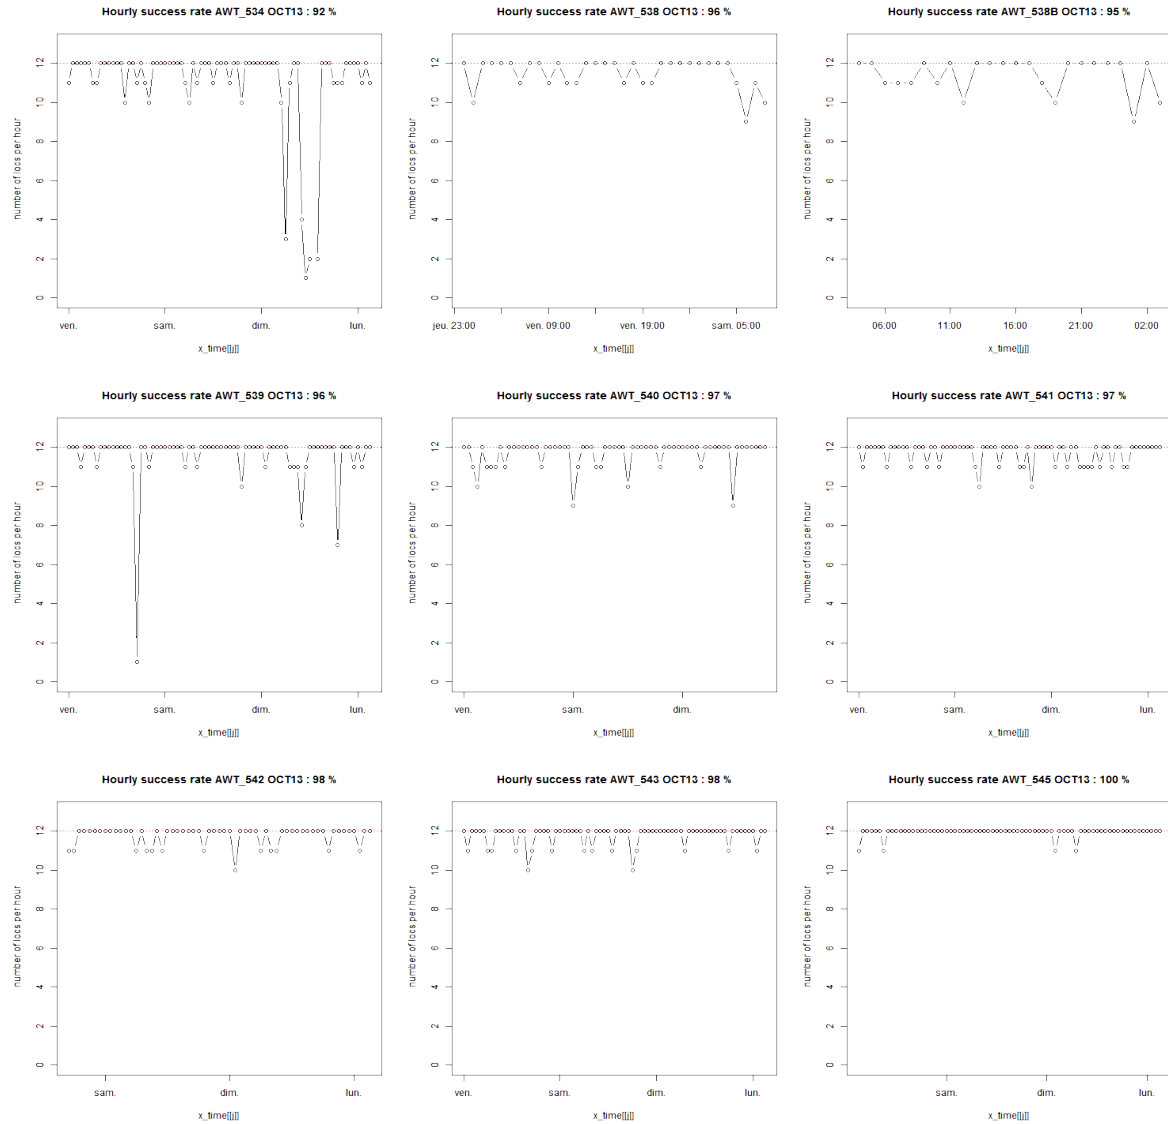 Hourly success rate AWT_534 OCT13 : 92 %
number of locs per hour
0 2 4 6 8 10 12
ven. sam. dim. lun.
x_time[[j]]
Hourly success rate AWT_538 OCT13 : 96 %
number of locs per hour
0 2 4 6 8 10 12
jeu. 23:00 ven. 09:00 ven. 19:00 sam. 05:00
x_time[[j]]
Hourly success rate AWT_538B OCT13 : 95 %
number of locs per hour
0 2 4 6 8 10 12
06:00 11:00 16:00 21:00 02:00
x_time[[j]]
Hourly success rate AWT_539 OCT13 : 96 %
number of locs per hour
0 2 4 6 8 10 12
ven. sam. dim. lun.
x_time[[j]]
Hourly success rate AWT_540 OCT13 : 97 %
number of locs per hour
0 2 4 6 8 10 12
ven. sam. dim.
x_time[[j]]
Hourly success rate AWT_541 OCT13 : 97 %
number of locs per hour
0 2 4 6 8 10 12
ven. sam. dim. lun.
x_time[[j]]
Hourly success rate AWT_542 OCT13 : 98 %
number of locs per hour
0 2 4 6 8 10 12
sam. dim. lun.
x_time[[j]]
Hourly success rate AWT_543 OCT13 : 98 %
number of locs per hour
0 2 4 6 8 10 12
ven. sam. dim. lun.
x_time[[j]]
Hourly success rate AWT_545 OCT13 : 100 %
number of locs per hour
0 2 4 6 8 10 12
sam. dim. lun.
x_time[[j]]